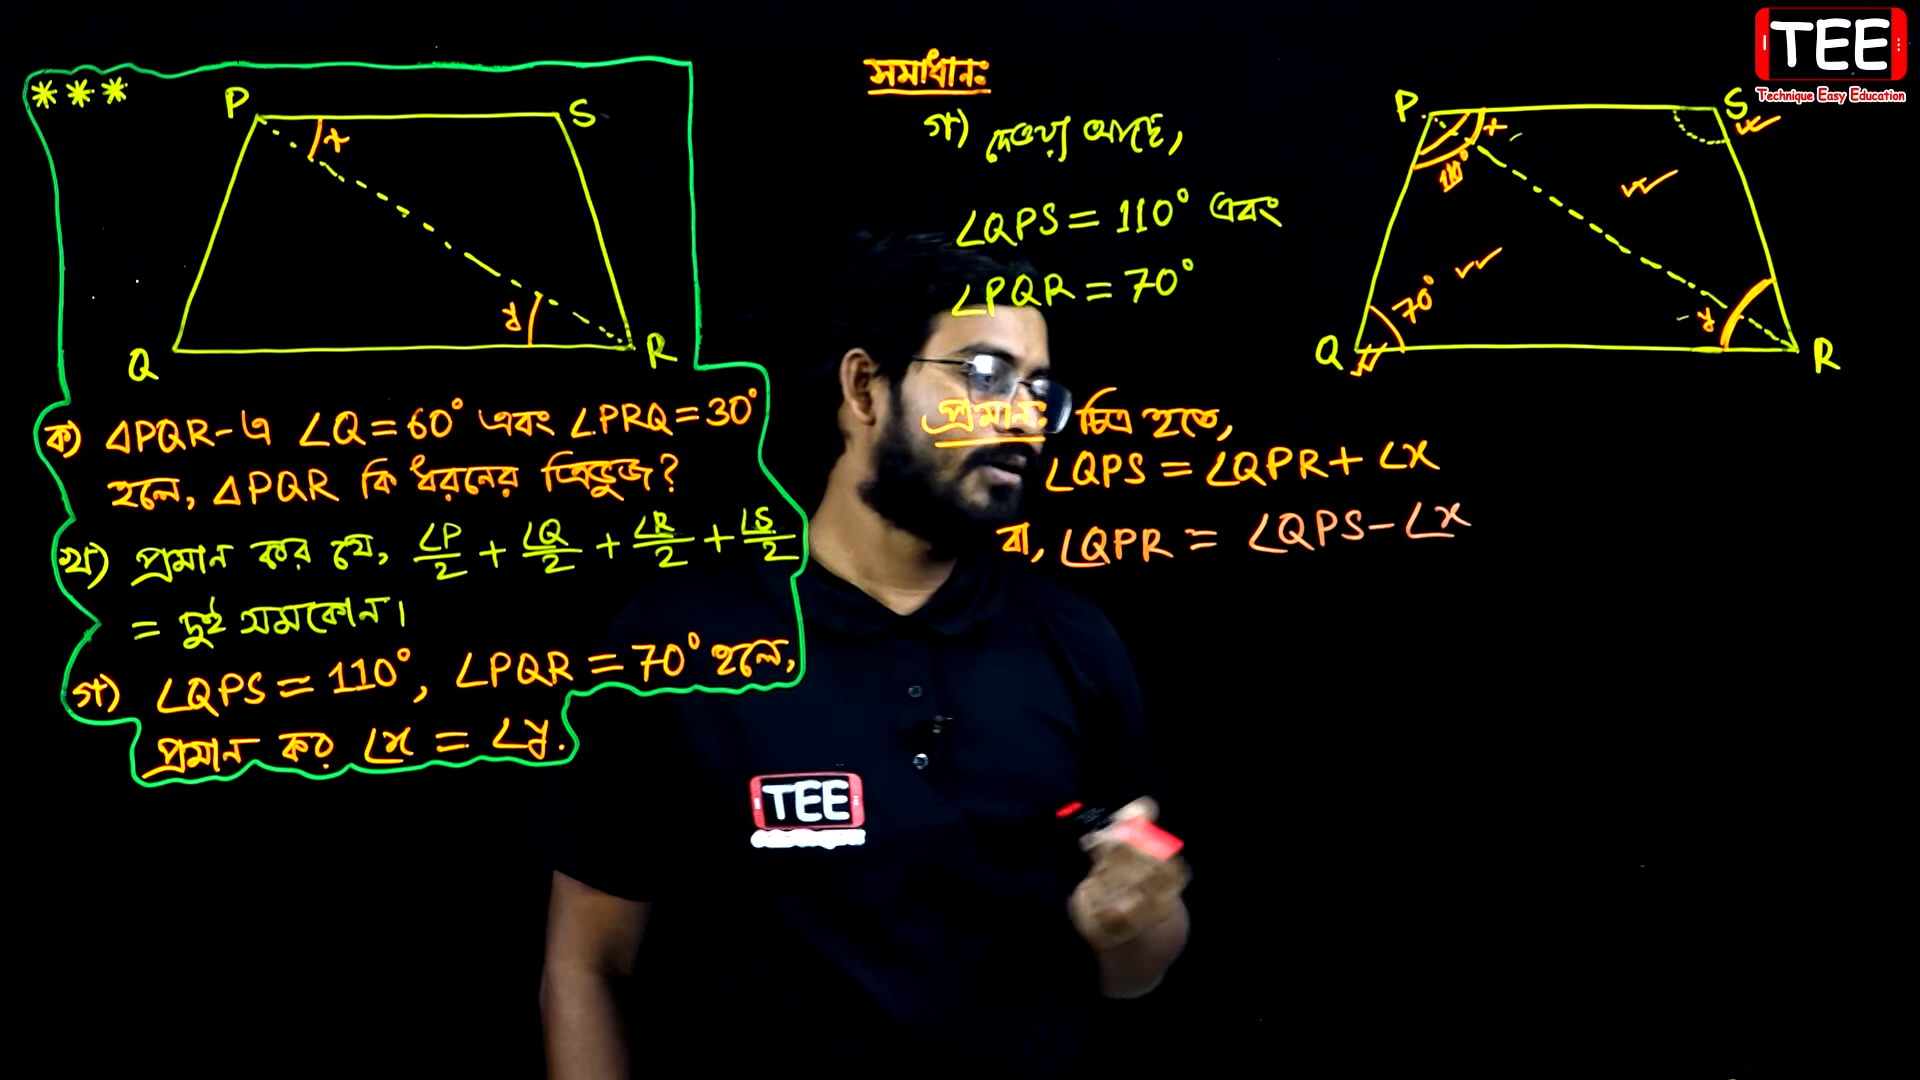 ***
P
S
x
y
Q
R
ক) ΔPQR-এ ∠Q = 60° এবং ∠PRQ = 30°
হলে, ΔPQR কি ধরনের ত্রিভুজ?
খ) প্রমান কর যে, ∠P/2 + ∠Q/2 + ∠R/2 + ∠S/2
= দুই সমকোন।
গ) ∠QPS = 110°, ∠PQR = 70° হলে,
প্রমান কর ∠x = ∠y.
সমাধান:
গ) দেওয়া আছে,
∠QPS = 110° এবং
∠PQR = 70°
প্রমান: চিত্র হতে,
∠QPS = ∠QPR + ∠x
বা, ∠QPR = ∠QPS - ∠x
TEE
Technique Easy Education
P
S
x
110°
70°
y
Q
R
TEE